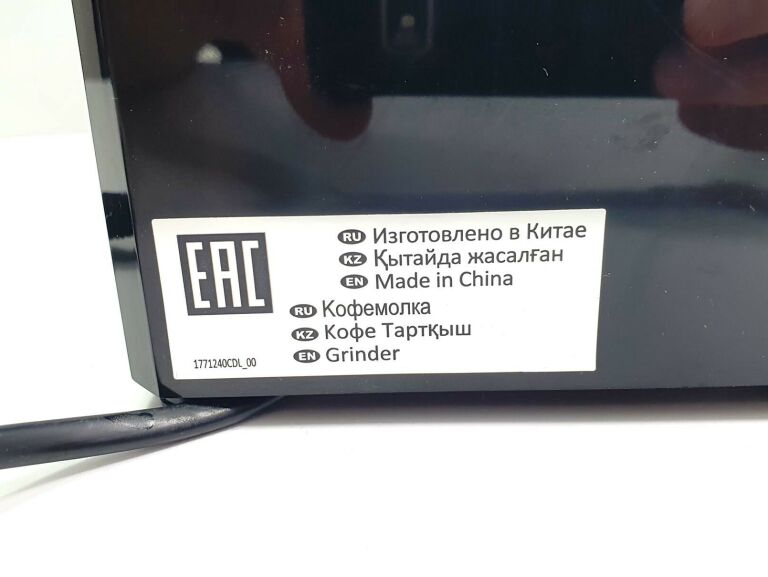 EAC
RU Изготовлено в Китае
KZ Қытайда жасалған
EN Made in China
RU Кофемолка
KZ Кофе Тартқыш
EN Grinder
1771240CDL_00